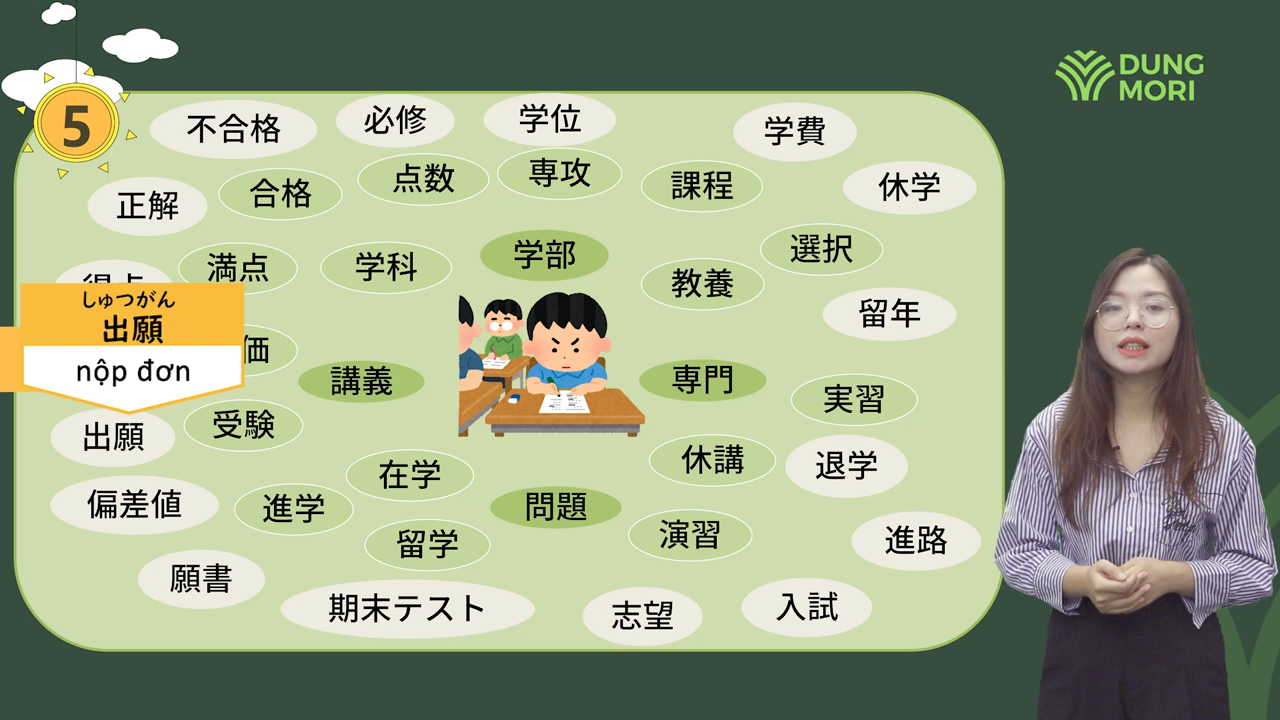 DUNG
MORI
5
不合格
必修
学位
学費
正解
合格
点数
専攻
課程
休学
満点
学科
学部
教養
選択
留年
得点
しゅつがん
出願
nộp đơn
価
講義
専門
実習
出願
受験
在学
休講
退学
偏差値
進学
留学
問題
演習
進路
願書
期末テスト
志望
入試